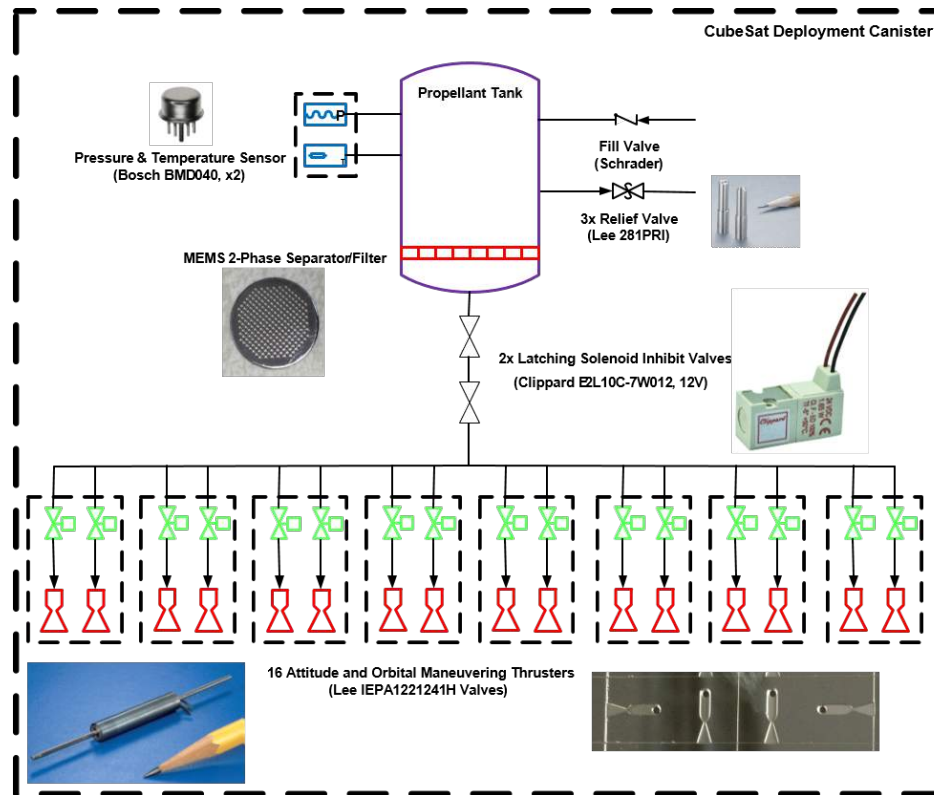 CubeSat Deployment Canister
Propellant Tank
P
T
Pressure & Temperature Sensor
(Bosch BMD040, x2)
Fill Valve
(Schrader)
3x Relief Valve
(Lee 281PRI)
MEMS 2-Phase Separator/Filter
2x Latching Solenoid Inhibit Valves
(Clippard E2L10C-7W012, 12V)
Clippard
16 Attitude and Orbital Maneuvering Thrusters
(Lee IEPA1221241H Valves)